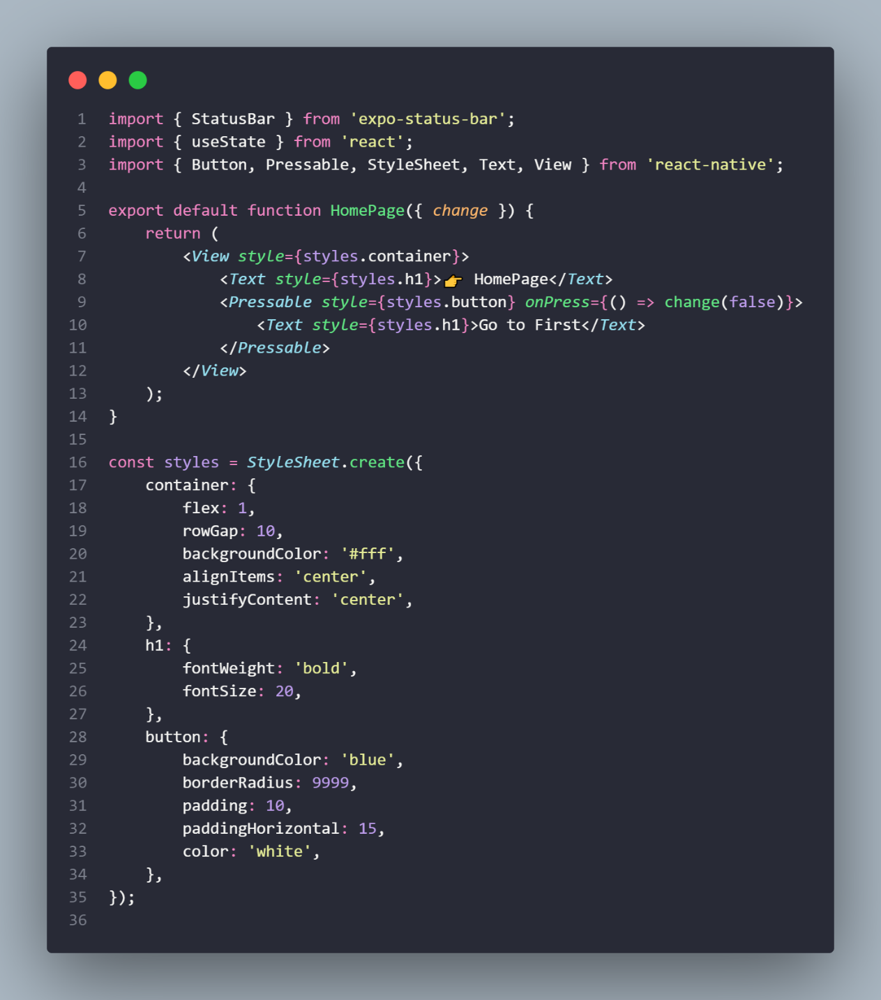 1 import { StatusBar } from 'expo-status-bar';
2 import { useState } from 'react';
3 import { Button, Pressable, StyleSheet, Text, View } from 'react-native';
4
5 export default function HomePage({ change }) {
6     return (
7         <View style={styles.container}>
8             <Text style={styles.h1}>👉 HomePage</Text>
9             <Pressable style={styles.button} onPress={() => change(false)}>
10                 <Text style={styles.h1}>Go to First</Text>
11             </Pressable>
12         </View>
13     );
14 }
15
16 const styles = StyleSheet.create({
17     container: {
18         flex: 1,
19         rowGap: 10,
20         backgroundColor: '#fff',
21         alignItems: 'center',
22         justifyContent: 'center',
23     },
24     h1: {
25         fontWeight: 'bold',
26         fontSize: 20,
27     },
28     button: {
29         backgroundColor: 'blue',
30         borderRadius: 9999,
31         padding: 10,
32         paddingHorizontal: 15,
33         color: 'white',
34     },
35 });
36